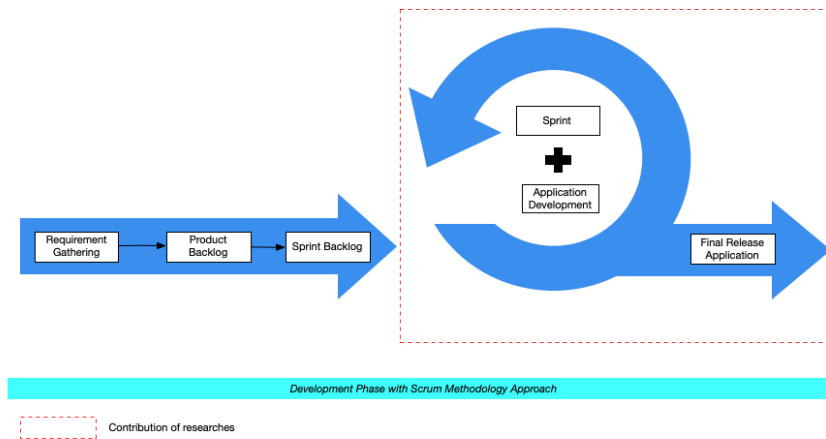 Sprint
Application
Development
Requirement
Gathering
Product
Backlog
Sprint Backlog
Final Release
Application
Development Phase with Scrum Methodology Approach
Contribution of researches